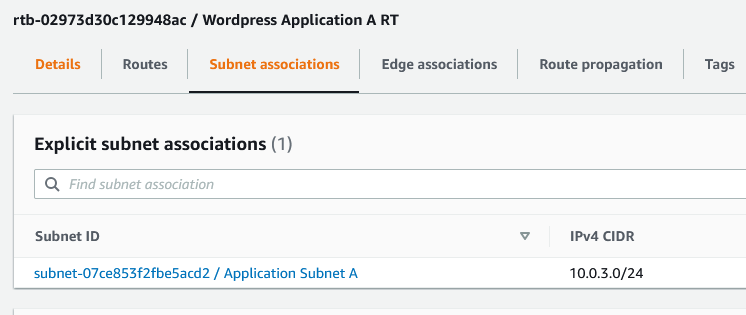 rtb-02973d30c129948ac / Wordpress Application A RT
Details Routes Subnet associations Edge associations Route propagation Tags
Explicit subnet associations (1)
Find subnet association
Subnet ID IPv4 CIDR
subnet-07ce853f2fbe5acd2 / Application Subnet A 10.0.3.0/24